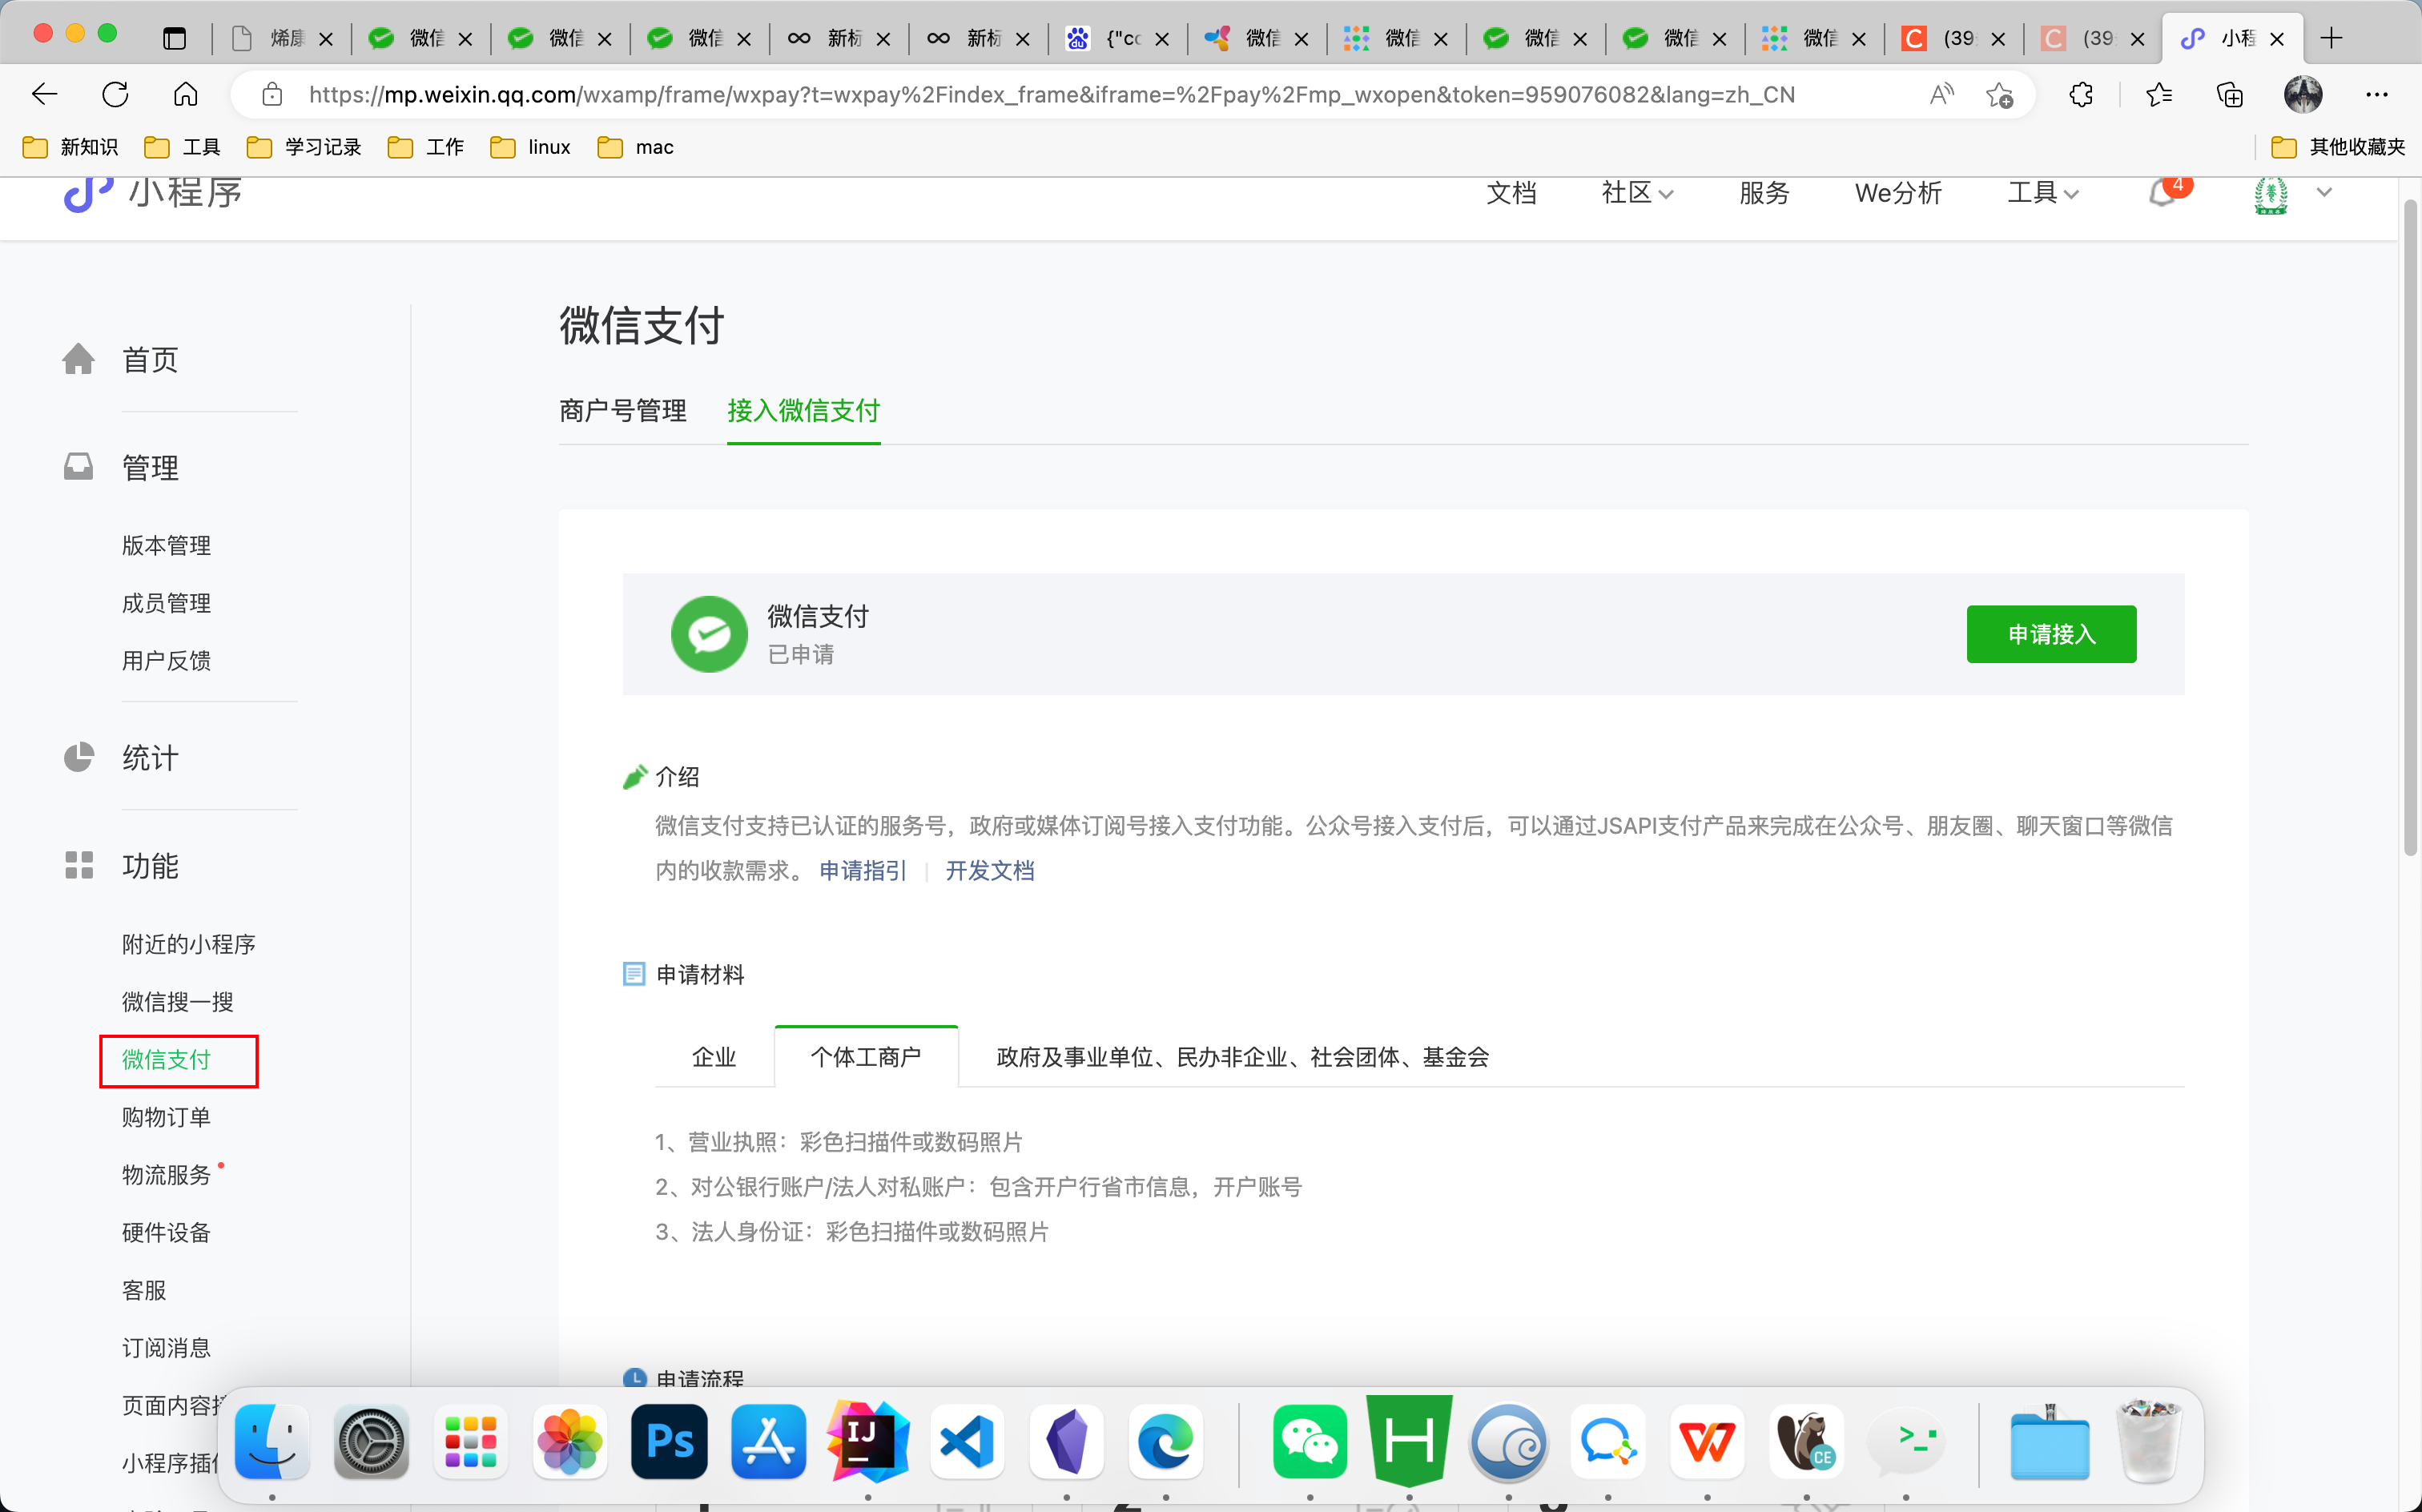 烯康
微信
微信
微信
新标
新标
{"cc
微信
微信
微信
微信
微信
(39
(39
小程
https://mp.weixin.qq.com/wxamp/frame/wxpay?t=wxpay%2Findex_frame&iframe=%2Fpay%2Fmp_wxopen&token=959076082&lang=zh_CN
新知识
工具
学习记录
工作
linux
mac
其他收藏夹
小程序
文档
社区
服务
We分析
工具
4
首页
管理
版本管理
成员管理
用户反馈
统计
功能
附近的小程序
微信搜一搜
微信支付
购物订单
物流服务
硬件设备
客服
订阅消息
页面内容接
小程序插件
微信支付
商户号管理
接入微信支付
微信支付
已申请
申请接入
介绍
微信支付支持已认证的服务号，政府或媒体订阅号接入支付功能。公众号接入支付后，可以通过JSAPI支付产品来完成在公众号、朋友圈、聊天窗口等微信
内的收款需求。 申请指引 | 开发文档
申请材料
企业
个体工商户
政府及事业单位、民办非企业、社会团体、基金会
1、营业执照：彩色扫描件或数码照片
2、对公银行账户/法人对私账户：包含开户行省市信息，开户账号
3、法人身份证：彩色扫描件或数码照片
申请流程
Ps
IJ
H
W
CE
>_